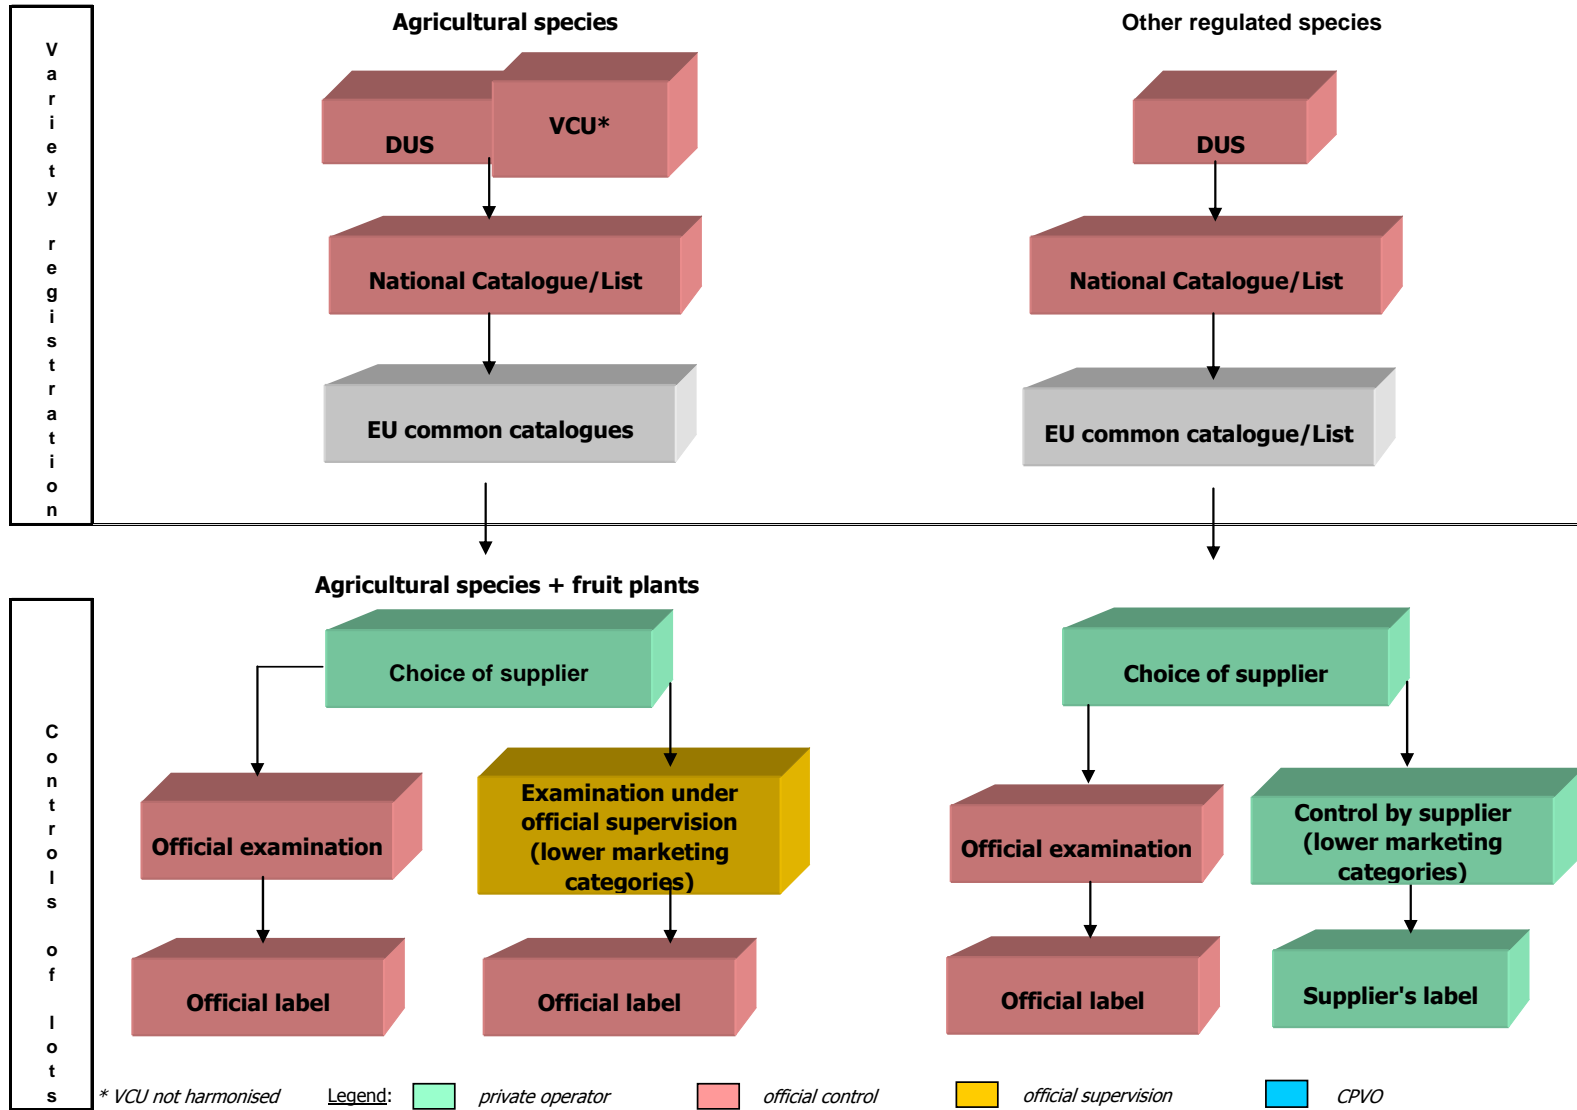 Agricultural species
Other regulated species
Variety registration
DUS
VCU*
DUS
National Catalogue/List
National Catalogue/List
EU common catalogues
EU common catalogue/List
Agricultural species + fruit plants
Controls of lots
Choice of supplier
Choice of supplier
Official examination
Examination under
official supervision
(lower marketing
categories)
Official examination
Control by supplier
(lower marketing
categories)
Official label
Official label
Official label
Supplier's label
* VCU not harmonised
Legend:
private operator
official control
official supervision
CPVO